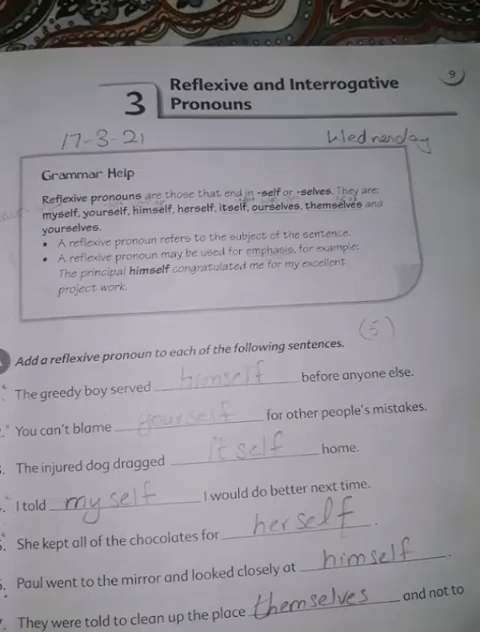 9
3 Reflexive and Interrogative
Pronouns
17-3-21 Wednesday
Grammar Help
Reflexive pronouns are those that end in -self or -selves. They are:
myself, yourself, himself, herself, itself, ourselves, themselves and
yourselves.
• A reflexive pronoun refers to the subject of the sentence.
• A reflexive pronoun may be used for emphasis, for example:
The principal himself congratulated me for my excellent
project work.
(5)
Add a reflexive pronoun to each of the following sentences.
The greedy boy served himself before anyone else.
You can't blame yourself for other people's mistakes.
The injured dog dragged itself home.
I told my self I would do better next time.
She kept all of the chocolates for herself.
Paul went to the mirror and looked closely at himself.
They were told to clean up the place themselves and not to